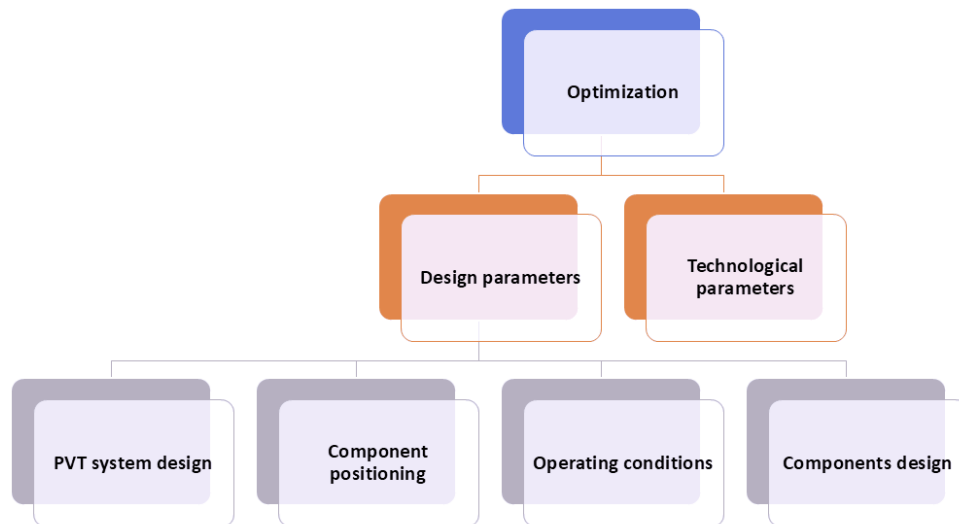 Optimization
Design parameters
Technological
parameters
PVT system design
Component
positioning
Operating conditions
Components design